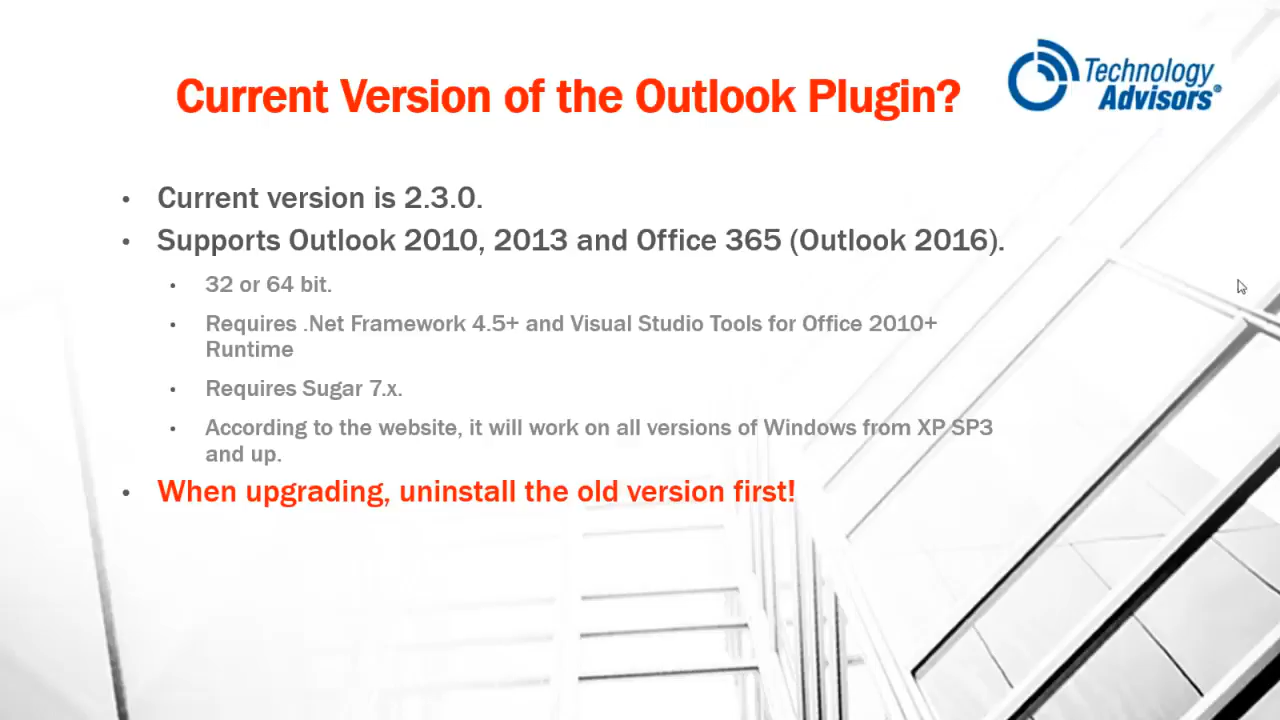 Current Version of the Outlook Plugin?
Technology
Advisors®
• Current version is 2.3.0.
• Supports Outlook 2010, 2013 and Office 365 (Outlook 2016).
• 32 or 64 bit.
• Requires .Net Framework 4.5+ and Visual Studio Tools for Office 2010+
Runtime
• Requires Sugar 7.x.
• According to the website, it will work on all versions of Windows from XP SP3
and up.
• When upgrading, uninstall the old version first!